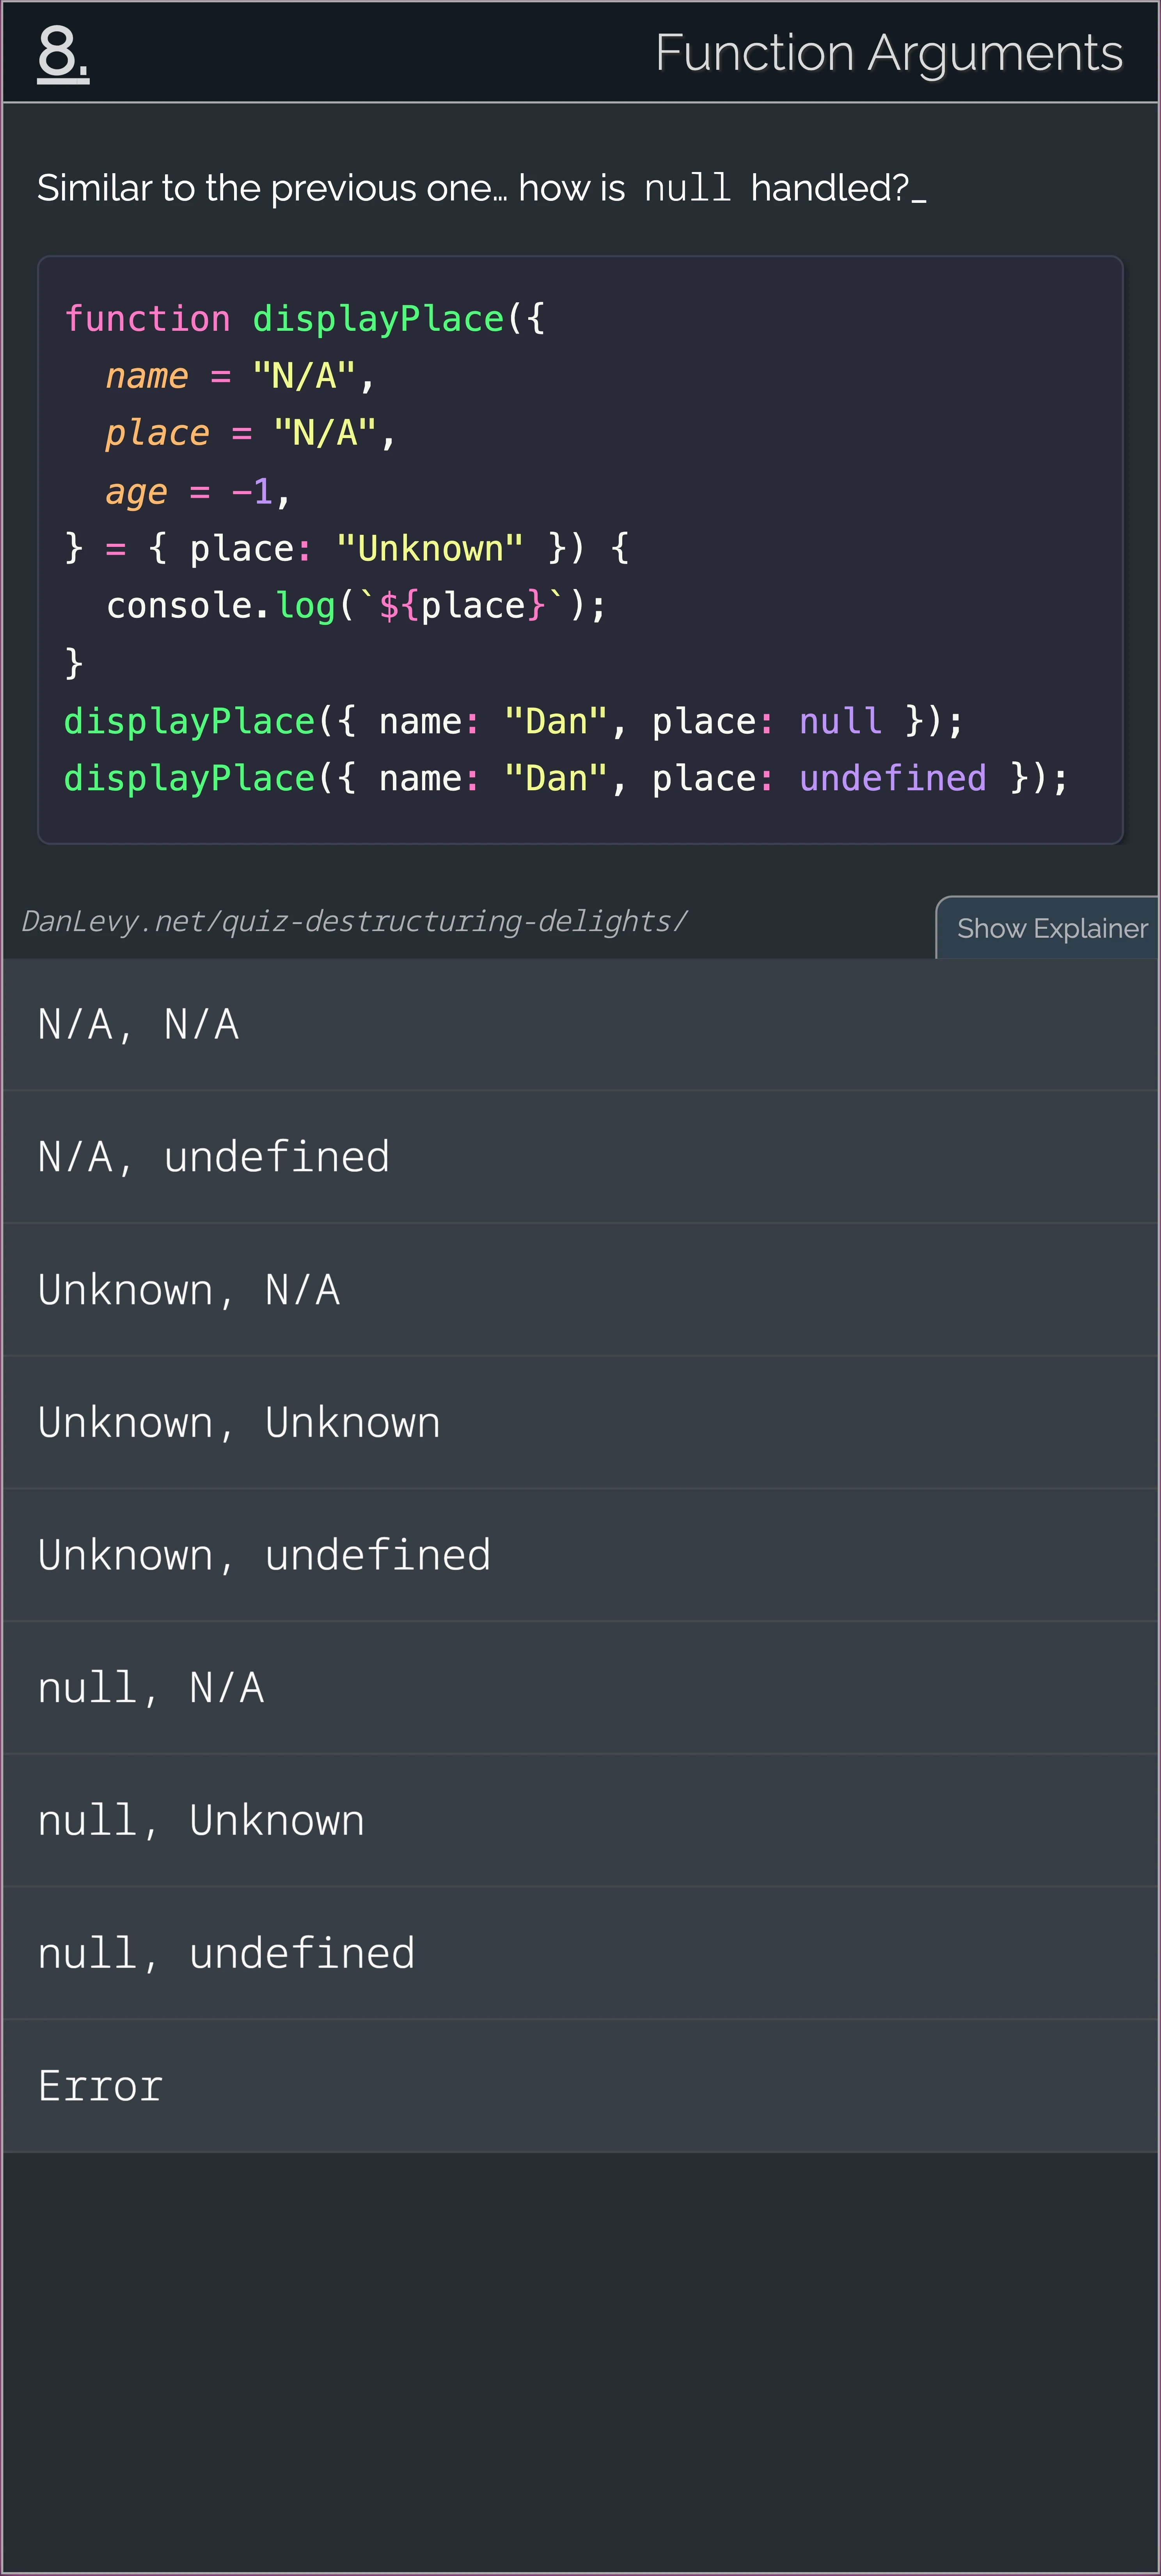 8.
Function Arguments
Similar to the previous one… how is null handled?_
function displayPlace({
  name = "N/A",
  place = "N/A",
  age = -1,
} = { place: "Unknown" }) {
  console.log(`${place}`);
}
displayPlace({ name: "Dan", place: null });
displayPlace({ name: "Dan", place: undefined });
DanLevy.net/quiz-destructuring-delights/
Show Explainer
N/A, N/A
N/A, undefined
Unknown, N/A
Unknown, Unknown
Unknown, undefined
null, N/A
null, Unknown
null, undefined
Error